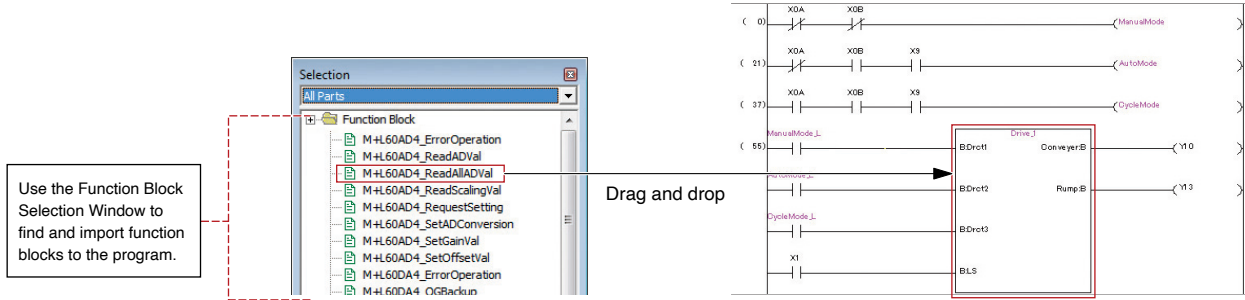 Use the Function Block
Selection Window to
find and import function
blocks to the program.
Selection
All Parts
Function Block
M+L60AD4_ErrorOperation
M+L60AD4_ReadADVal
M+L60AD4_ReadAllADVal
M+L60AD4_ReadScalingVal
M+L60AD4_RequestSetting
M+L60AD4_SetADConversion
M+L60AD4_SetGainVal
M+L60AD4_SetOffsetVal
M+L60DA4_ErrorOperation
M+L60DA4_OGBackup
Drag and drop
X0A X0B
( 0) ManualMode
X0A X0B X9
( 21) AutoMode
X0A X0B X9
( 37) CycleMode
ManualMode_L Drive_1
( 55) B:Drct1 Conveyer:B Y10
AutoMode_L
B:Drct2 Rump:B Y13
CycleMode_L
B:Drct3
X1
B:LS